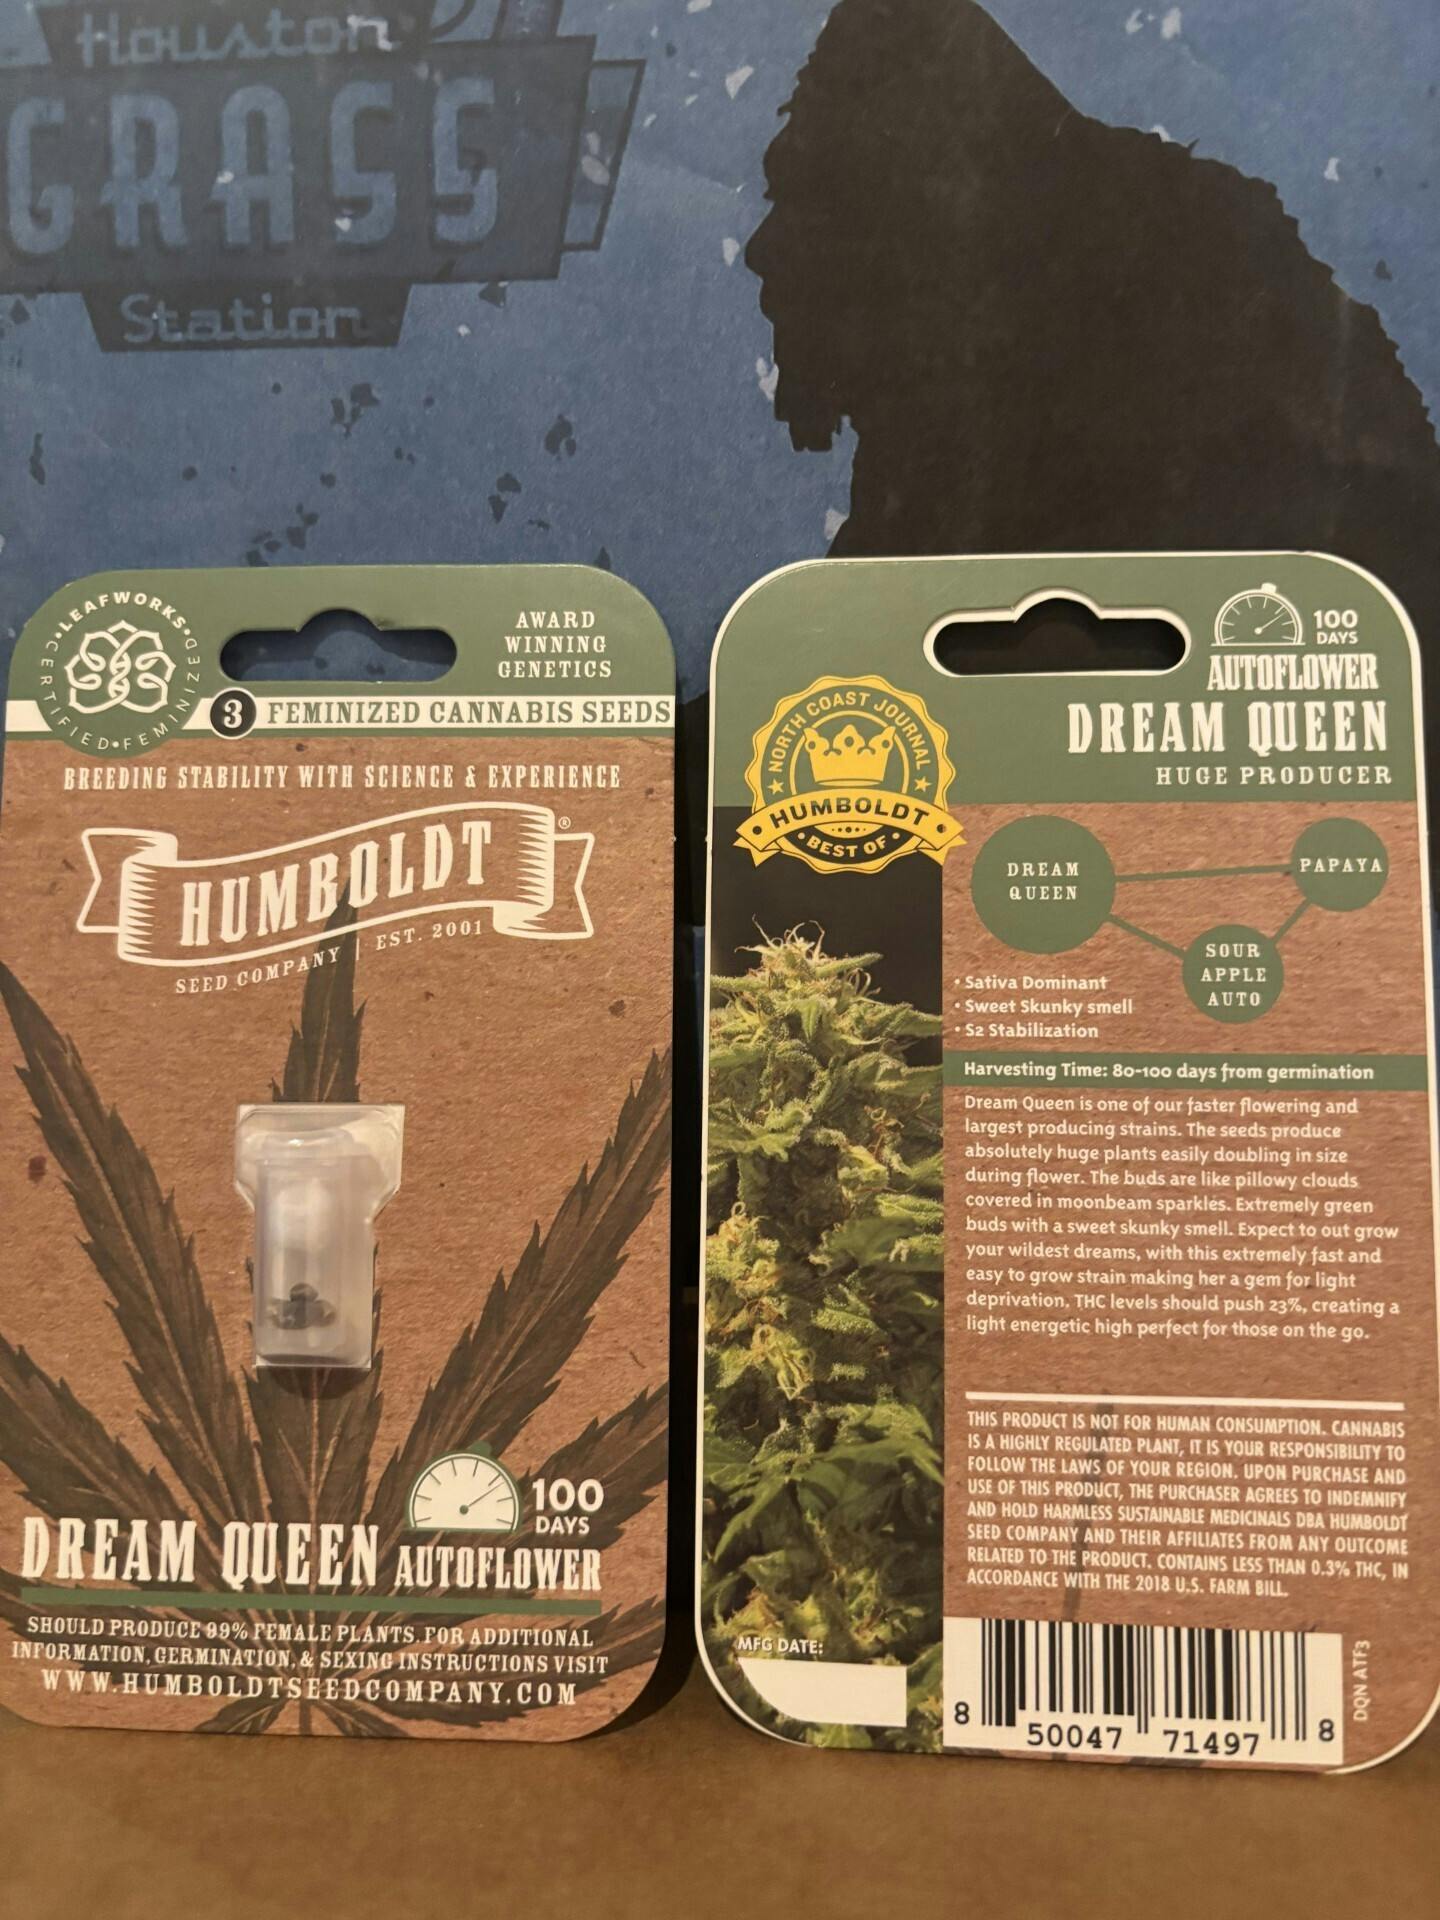 Houston
GRASS
Station
LEAFWORKS
CERTIFIED FEMINIZED
AWARD
WINNING
GENETICS
3 FEMINIZED CANNABIS SEEDS
BREEDING STABILITY WITH SCIENCE & EXPERIENCE
HUMBOLDT®
SEED COMPANY | EST. 2001
100
DAYS
DREAM QUEEN AUTOFLOWER
SHOULD PRODUCE 99% FEMALE PLANTS. FOR ADDITIONAL
INFORMATION, GERMINATION, & SEXING INSTRUCTIONS VISIT
WWW.HUMBOLDTSEEDCOMPANY.COM
100
DAYS
AUTOFLOWER
DREAM QUEEN
HUGE PRODUCER
NORTH COAST JOURNAL
HUMBOLDT
BEST OF
DREAM
QUEEN
PAPAYA
SOUR
APPLE
AUTO
• Sativa Dominant
• Sweet Skunky smell
• S2 Stabilization
Harvesting Time: 80-100 days from germination
Dream Queen is one of our faster flowering and
largest producing strains. The seeds produce
absolutely huge plants easily doubling in size
during flower. The buds are like pillowy clouds
covered in moonbeam sparkles. Extremely green
buds with a sweet skunky smell. Expect to out grow
your wildest dreams, with this extremely fast and
easy to grow strain making her a gem for light
deprivation. THC levels should push 23%, creating a
light energetic high perfect for those on the go.
THIS PRODUCT IS NOT FOR HUMAN CONSUMPTION. CANNABIS
IS A HIGHLY REGULATED PLANT, IT IS YOUR RESPONSIBILITY TO
FOLLOW THE LAWS OF YOUR REGION. UPON PURCHASE AND
USE OF THIS PRODUCT, THE PURCHASER AGREES TO INDEMNIFY
AND HOLD HARMLESS SUSTAINABLE MEDICINALS DBA HUMBOLDT
SEED COMPANY AND THEIR AFFILIATES FROM ANY OUTCOME
RELATED TO THE PRODUCT. CONTAINS LESS THAN 0.3% THC, IN
ACCORDANCE WITH THE 2018 U.S. FARM BILL.
MFG DATE:
8 50047 71497 8
DQN ATF3